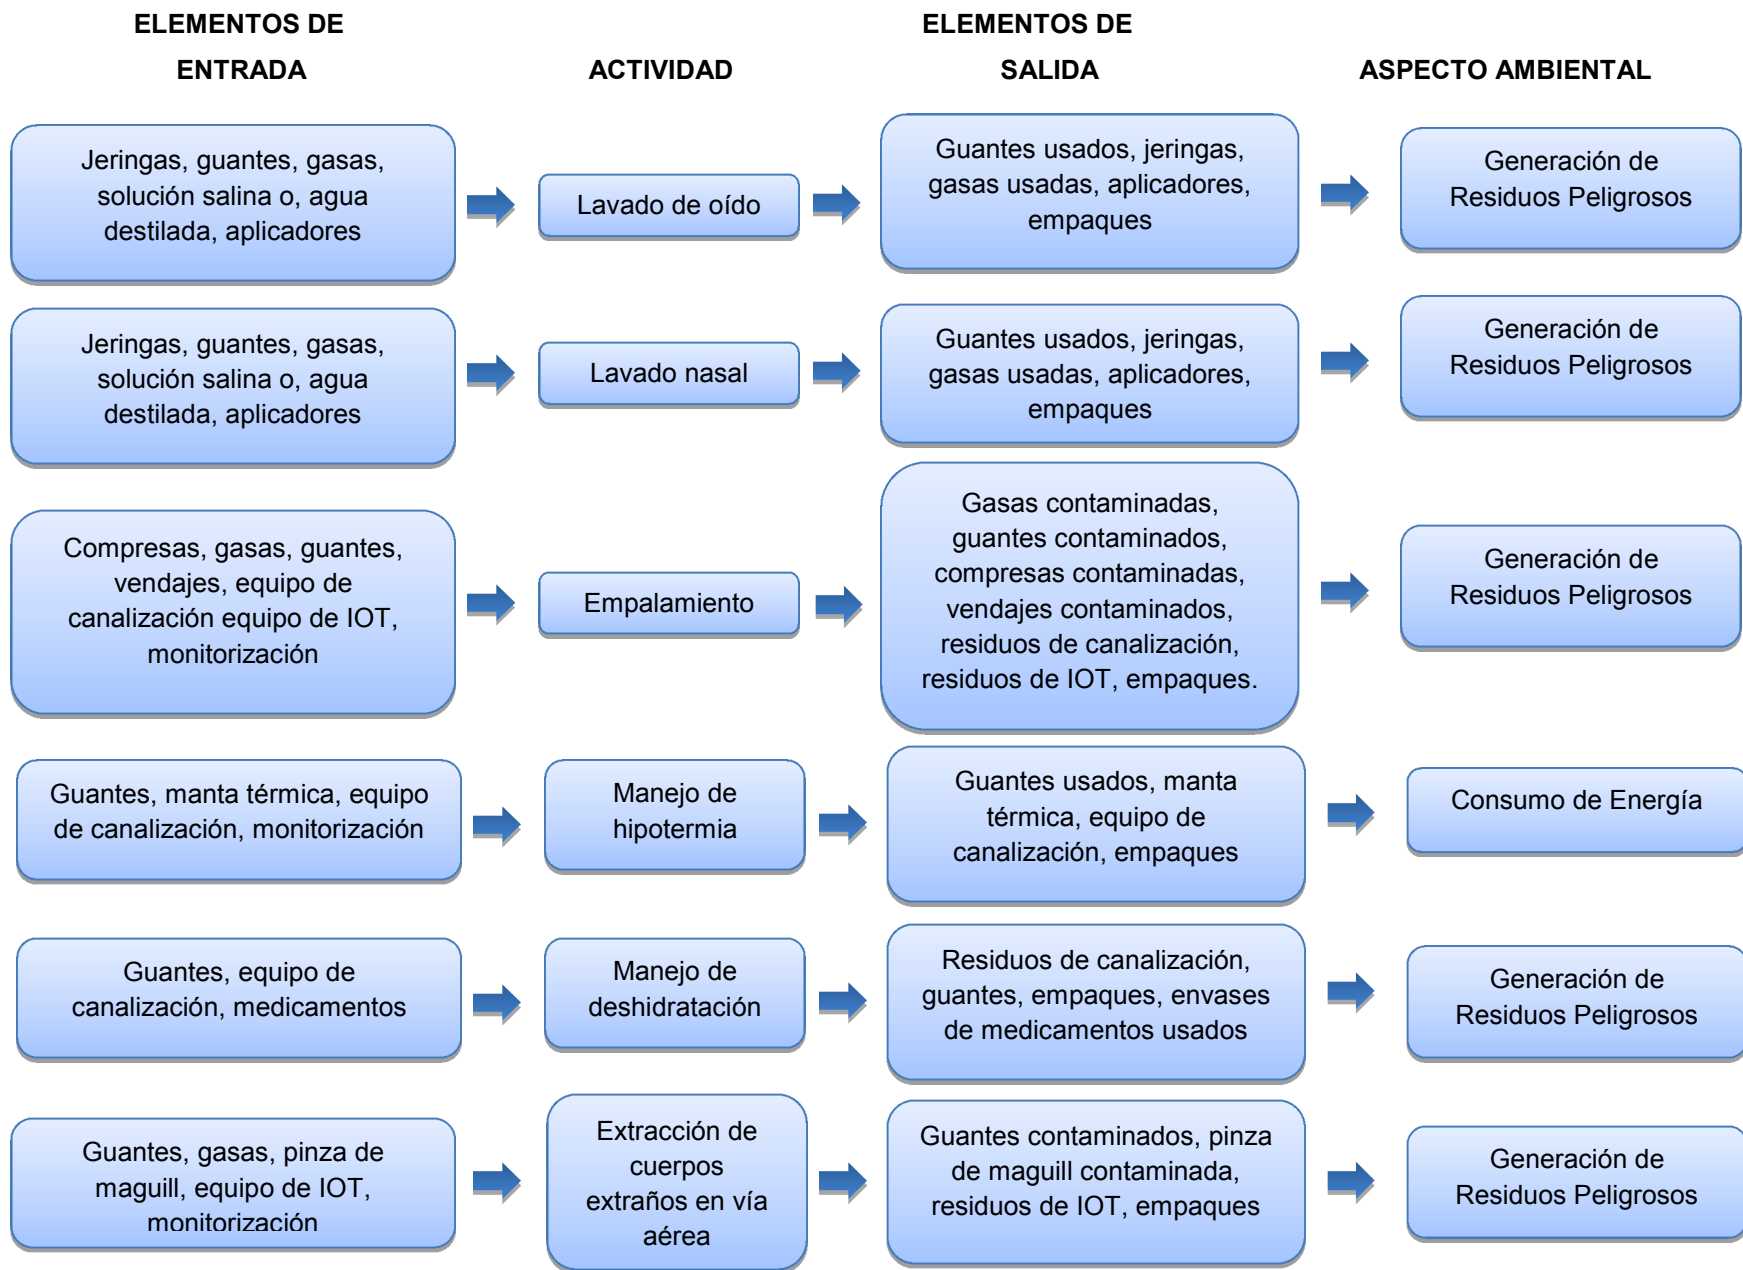 ELEMENTOS DE
ENTRADA
ACTIVIDAD
ELEMENTOS DE
SALIDA
ASPECTO AMBIENTAL
Jeringas, guantes, gasas,
solución salina o, agua
destilada, aplicadores
Lavado de oído
Guantes usados, jeringas,
gasas usadas, aplicadores,
empaques
Generación de
Residuos Peligrosos
Jeringas, guantes, gasas,
solución salina o, agua
destilada, aplicadores
Lavado nasal
Guantes usados, jeringas,
gasas usadas, aplicadores,
empaques
Generación de
Residuos Peligrosos
Compresas, gasas, guantes,
vendajes, equipo de
canalización equipo de IOT,
monitorización
Empalamiento
Gasas contaminadas,
guantes contaminados,
compresas contaminadas,
vendajes contaminados,
residuos de canalización,
residuos de IOT, empaques.
Generación de
Residuos Peligrosos
Guantes, manta térmica, equipo
de canalización, monitorización
Manejo de
hipotermia
Guantes usados, manta
térmica, equipo de
canalización, empaques
Consumo de Energía
Guantes, equipo de
canalización, medicamentos
Manejo de
deshidratación
Residuos de canalización,
guantes, empaques, envases
de medicamentos usados
Generación de
Residuos Peligrosos
Guantes, gasas, pinza de
maguill, equipo de IOT,
monitorización
Extracción de
cuerpos
extraños en vía
aérea
Guantes contaminados, pinza
de maguill contaminada,
residuos de IOT, empaques
Generación de
Residuos Peligrosos